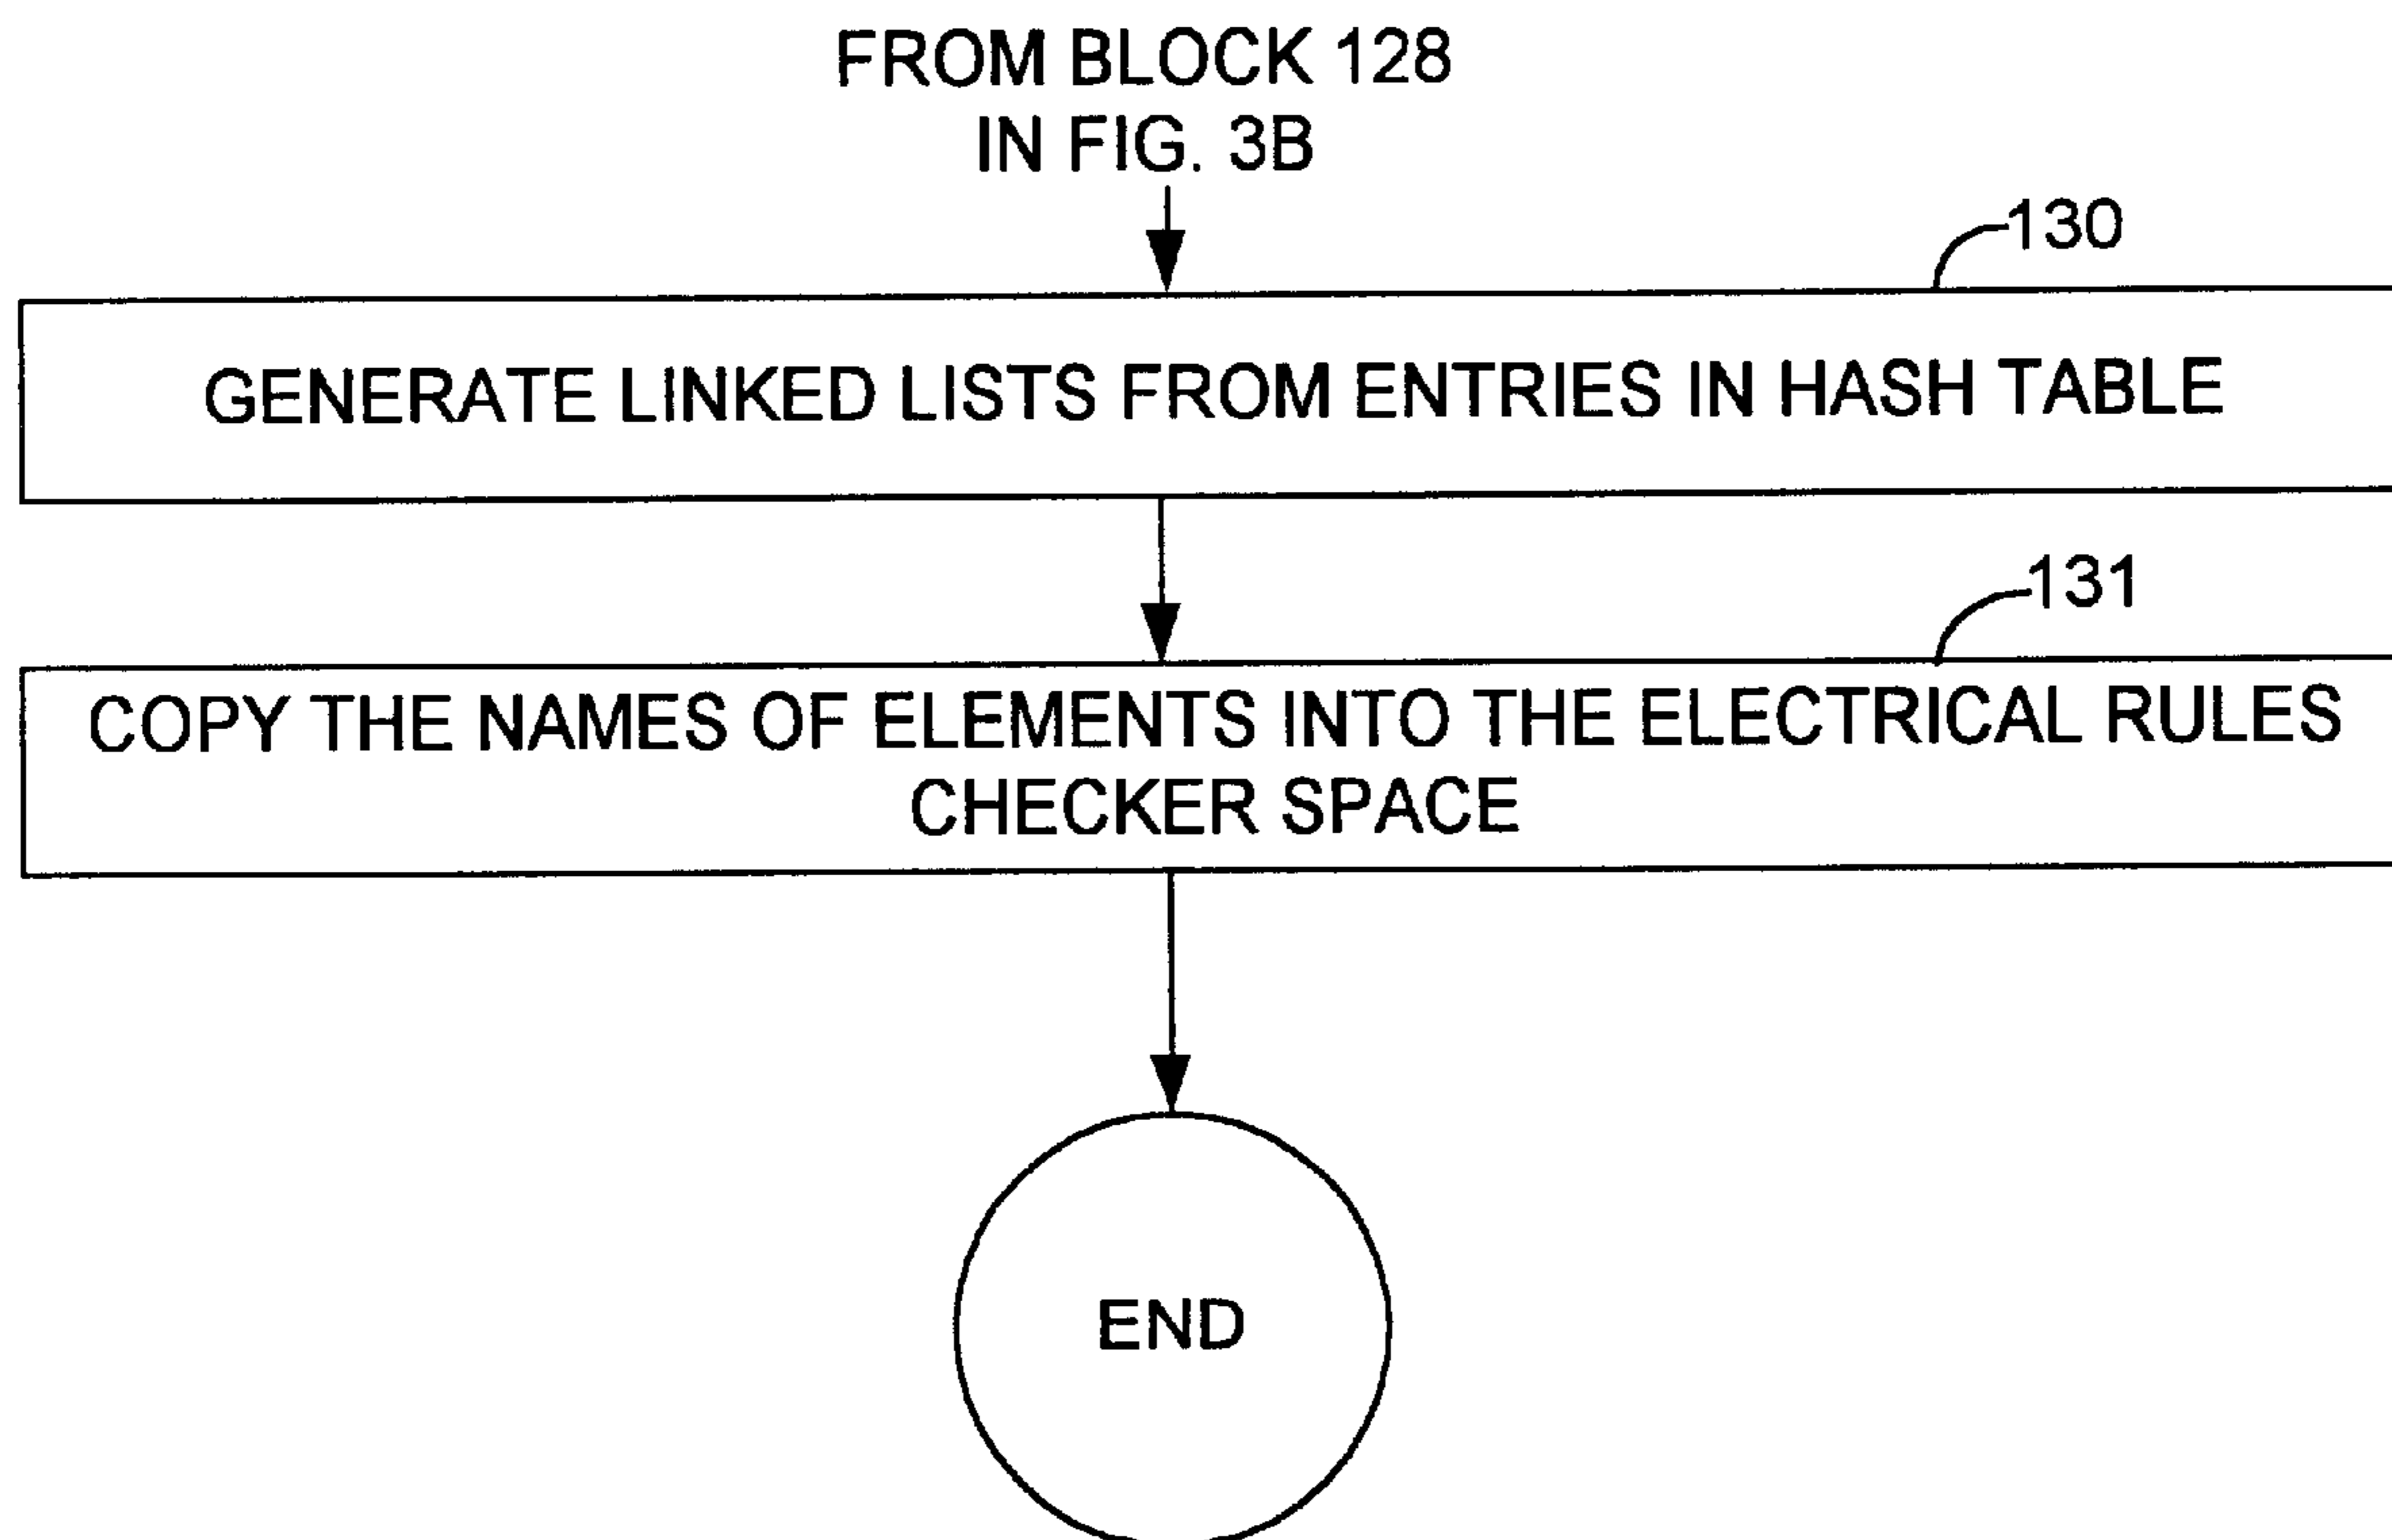 FROM BLOCK 128
IN FIG. 3B
130
GENERATE LINKED LISTS FROM ENTRIES IN HASH TABLE
131
COPY THE NAMES OF ELEMENTS INTO THE ELECTRICAL RULES
CHECKER SPACE
END